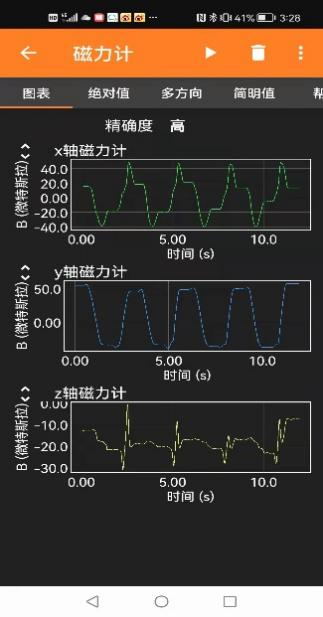 HD 41% 3:28
磁力计
图表 绝对值 多方向 简明值 帮
精确度 高
x轴磁力计
B (微特斯拉)
40.0
20.0
0.00
-20.0
-40.0
0.00 5.00 10.0
时间 (s)
y轴磁力计
B (微特斯拉)
50.0
0.00
0.00 5.00 10.0
时间 (s)
z轴磁力计
B (微特斯拉)
0.00
-10.0
-20.0
-30.0
0.00 5.00 10.0
时间 (s)